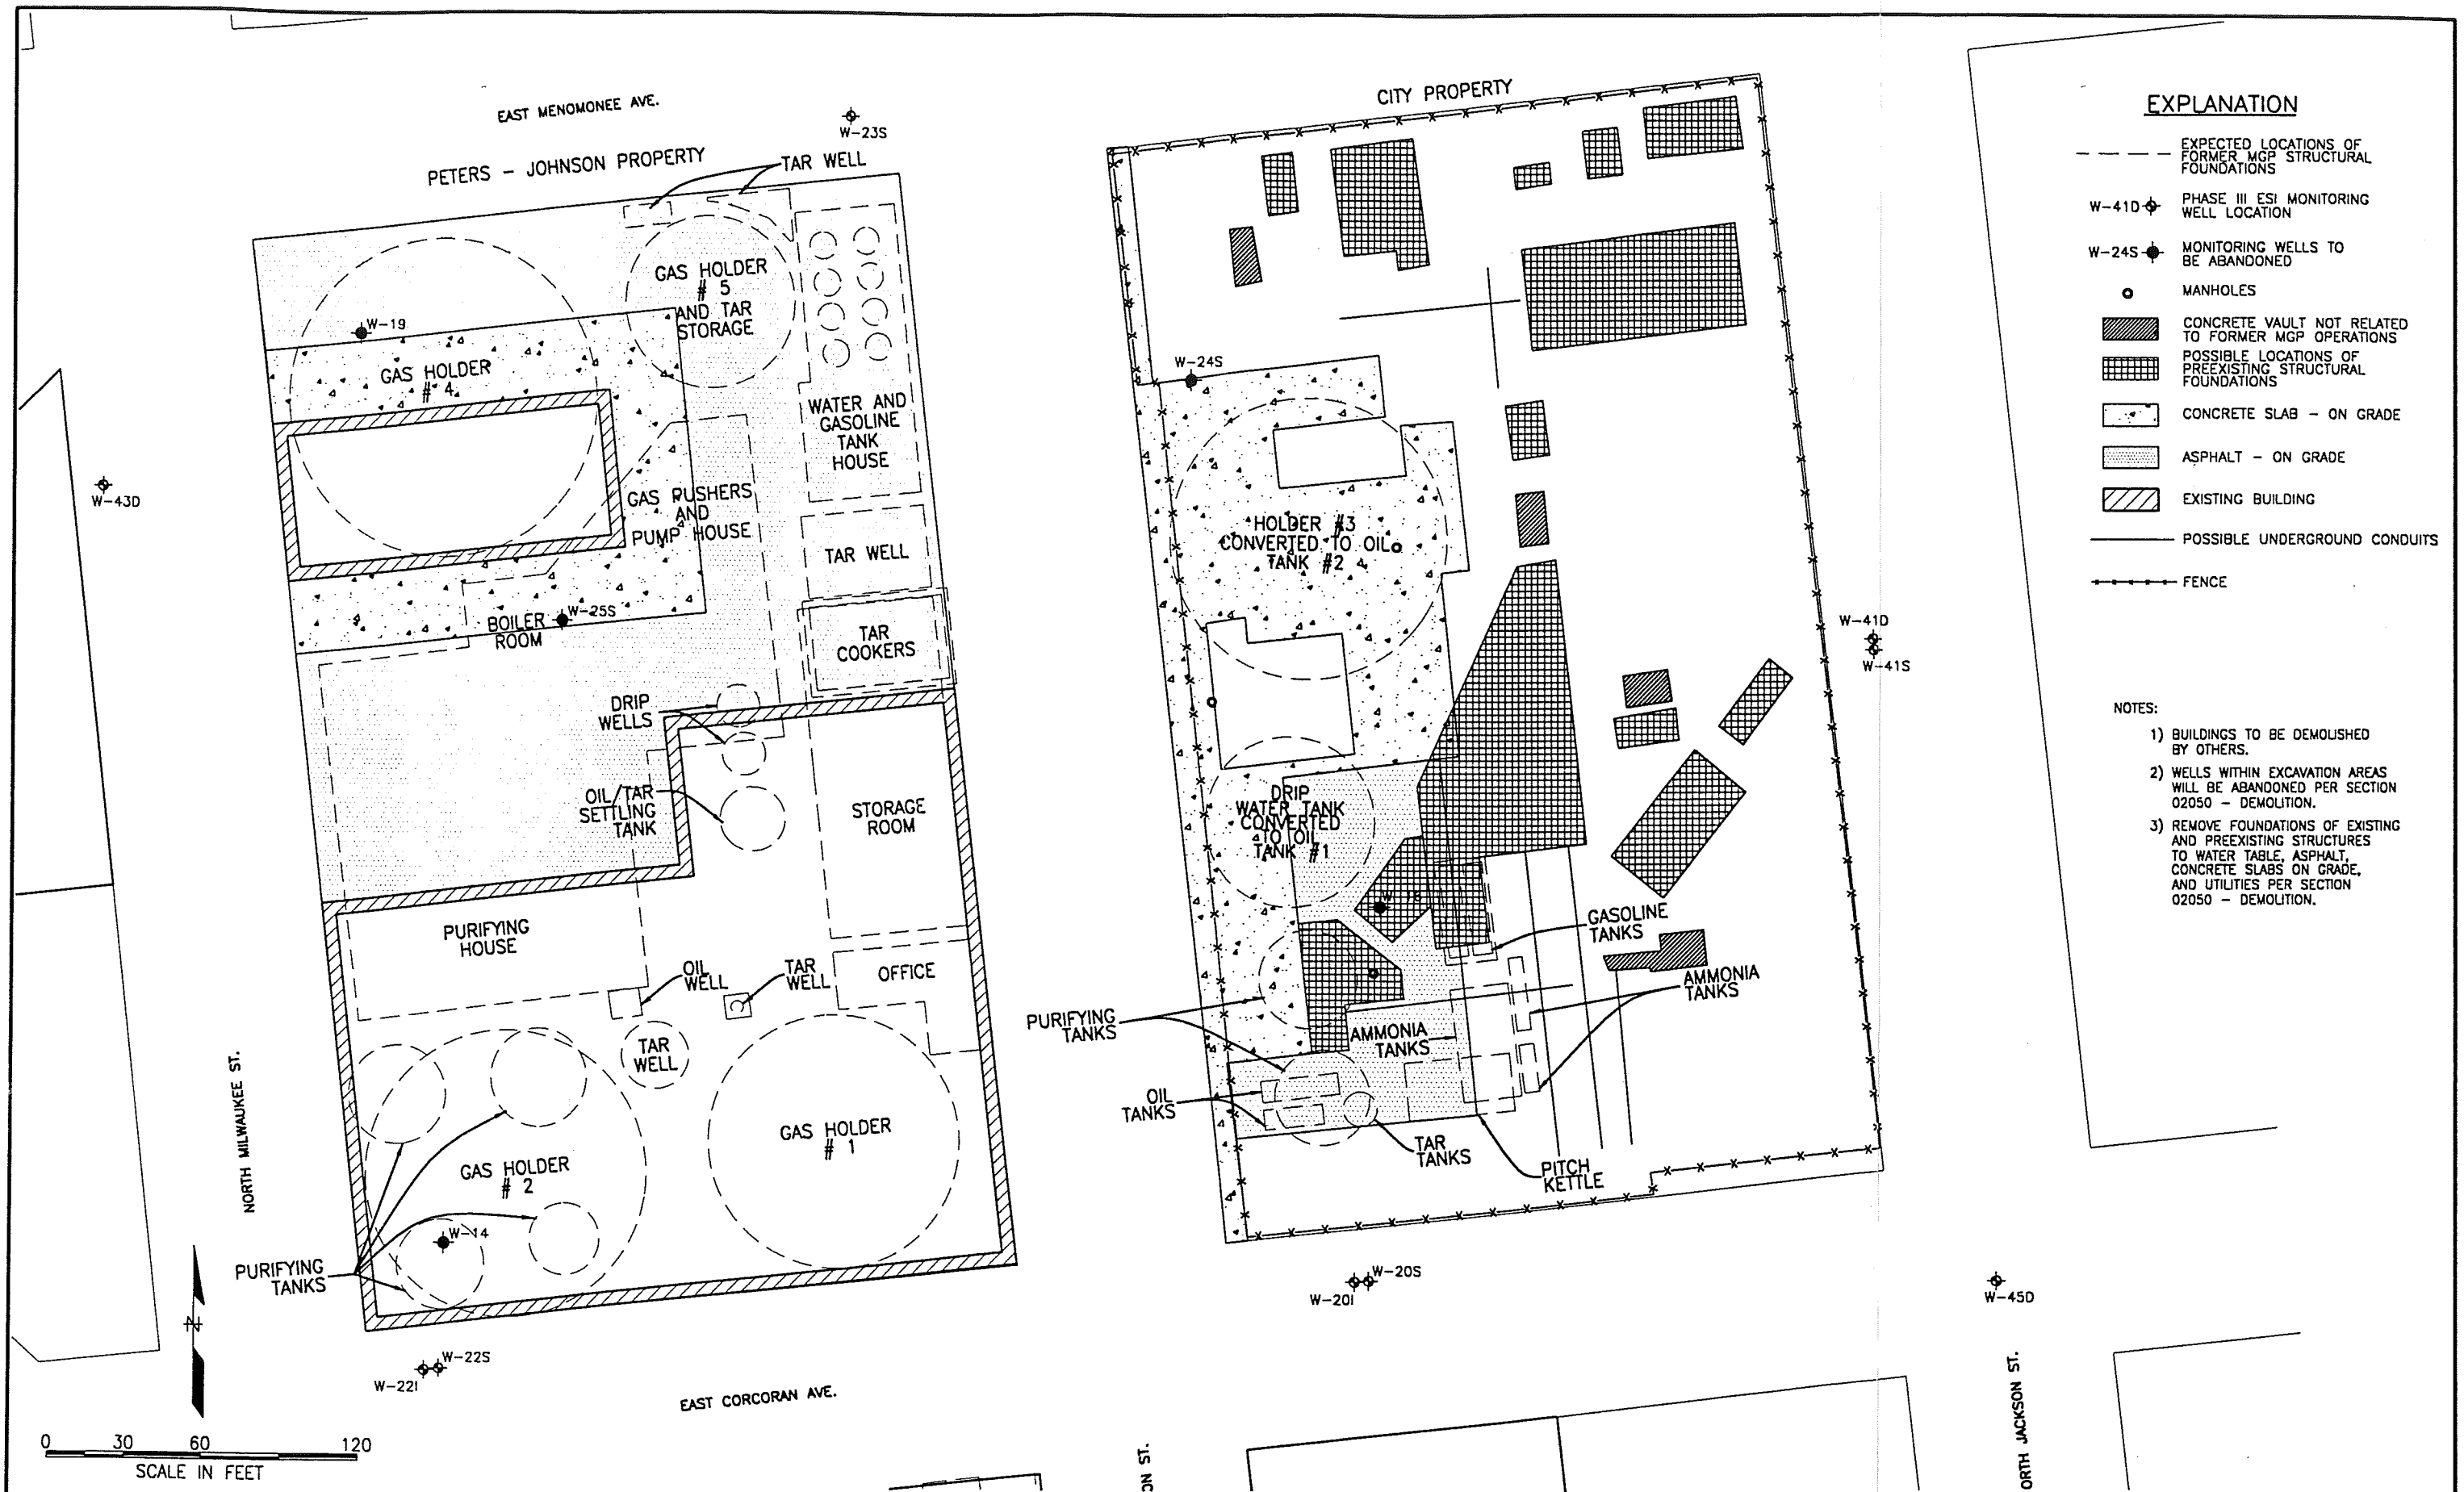 EAST MENOMONEE AVE.
W-23S
PETERS - JOHNSON PROPERTY
TAR WELL
GAS HOLDER
# 5
AND TAR
STORAGE
W-19
GAS HOLDER
# 4
WATER AND
GASOLINE
TANK
HOUSE
W-43D
GAS PUSHERS
AND
PUMP HOUSE
TAR WELL
BOILER
ROOM
W-25S
TAR
COOKERS
DRIP
WELLS
OIL/TAR
SETTLING
TANK
STORAGE
ROOM
PURIFYING
HOUSE
OIL
WELL
TAR
WELL
OFFICE
TAR
WELL
GAS HOLDER
# 1
GAS HOLDER
# 2
W-14
PURIFYING
TANKS
NORTH MILWAUKEE ST.
N
W-22S
W-22I
EAST CORCORAN AVE.
0 30 60 120
SCALE IN FEET
CITY PROPERTY
W-24S
HOLDER #3
CONVERTED TO OIL
TANK #2
W-41D
W-41S
DRIP
WATER TANK
CONVERTED
TO OIL
TANK #1
GASOLINE
TANKS
AMMONIA
TANKS
PURIFYING
TANKS
AMMONIA
TANKS
OIL
TANKS
TAR
TANKS
PITCH
KETTLE
W-20S
W-20I
W-45D
ON ST.
ORTH JACKSON ST.
EXPLANATION
EXPECTED LOCATIONS OF
FORMER MGP STRUCTURAL
FOUNDATIONS
W-41D
PHASE III ESI MONITORING
WELL LOCATION
W-24S
MONITORING WELLS TO
BE ABANDONED
MANHOLES
CONCRETE VAULT NOT RELATED
TO FORMER MGP OPERATIONS
POSSIBLE LOCATIONS OF
PREEXISTING STRUCTURAL
FOUNDATIONS
CONCRETE SLAB - ON GRADE
ASPHALT - ON GRADE
EXISTING BUILDING
POSSIBLE UNDERGROUND CONDUITS
FENCE
NOTES:
1) BUILDINGS TO BE DEMOLISHED
BY OTHERS.
2) WELLS WITHIN EXCAVATION AREAS
WILL BE ABANDONED PER SECTION
02050 - DEMOLITION.
3) REMOVE FOUNDATIONS OF EXISTING
AND PREEXISTING STRUCTURES
TO WATER TABLE, ASPHALT,
CONCRETE SLABS ON GRADE,
AND UTILITIES PER SECTION
02050 - DEMOLITION.